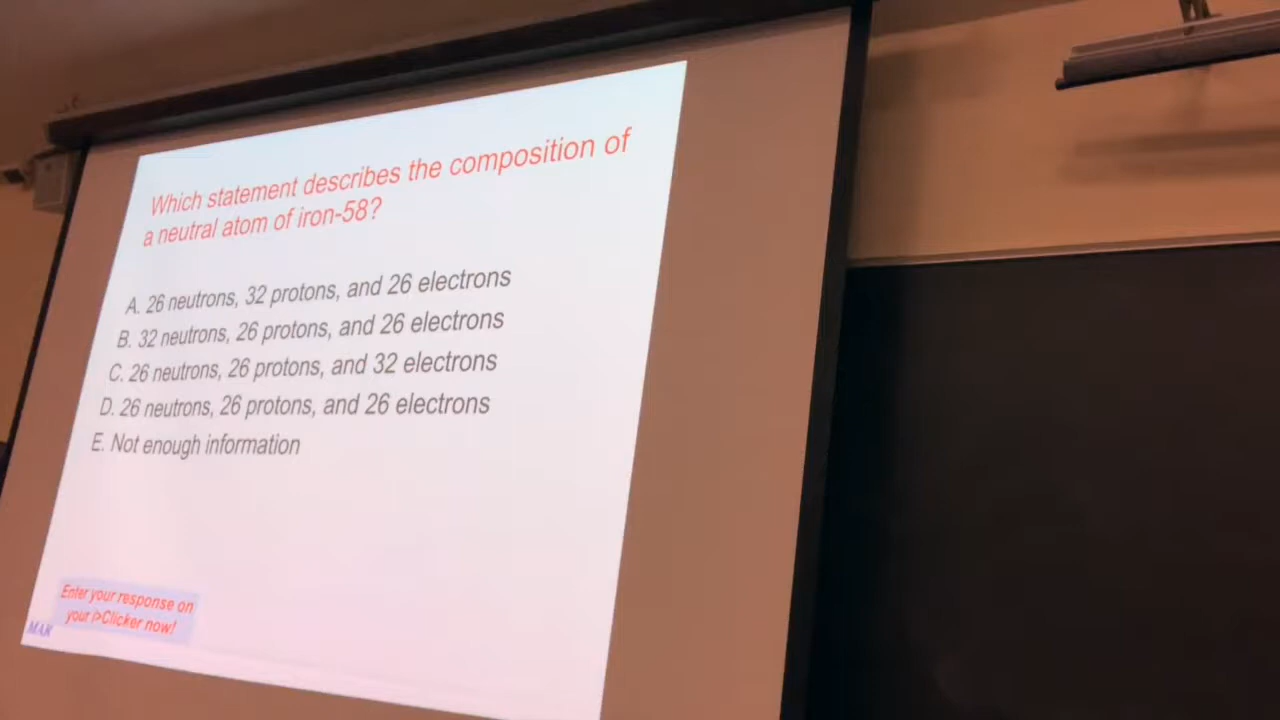 Which statement describes the composition of
a neutral atom of iron-58?
A. 26 neutrons, 32 protons, and 26 electrons
B. 32 neutrons, 26 protons, and 26 electrons
C. 26 neutrons, 26 protons, and 32 electrons
D. 26 neutrons, 26 protons, and 26 electrons
E. Not enough information
Enter your response on
your i>Clicker now!
MAK